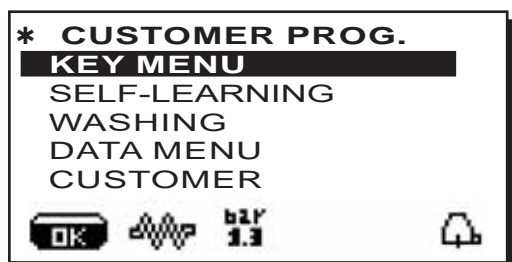 * CUSTOMER PROG.
KEY MENU
SELF-LEARNING
WASHING
DATA MENU
CUSTOMER
OK
bar
1.3